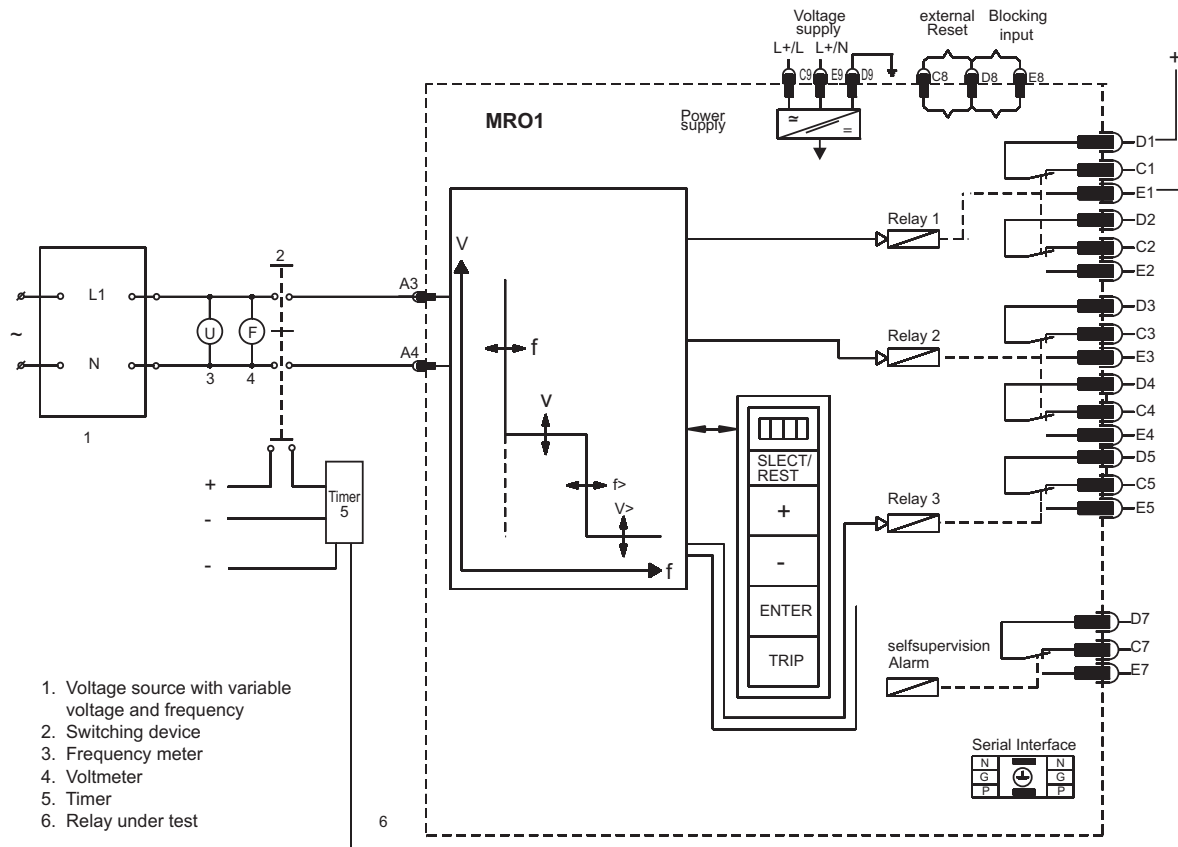 Voltage
supply
L+/L L+/N
C9 E9 D9
external
Reset
Blocking
input
C8 D8 E8
+
MRO1
Power
supply
≃
=
D1
C1
E1
Relay 1
D2
C2
E2
D3
Relay 2
C3
E3
D4
C4
E4
D5
C5
Relay 3
E5
D7
selfsupervision
Alarm
C7
E7
V
f
V
f>
V>
f
SLECT/
REST
+
-
ENTER
TRIP
2
L1
A3
~
U
F
N
A4
3
4
1
+
-
-
Timer
5
1. Voltage source with variable
voltage and frequency
2. Switching device
3. Frequency meter
4. Voltmeter
5. Timer
6. Relay under test
6
Serial Interface
N N
G G
P P